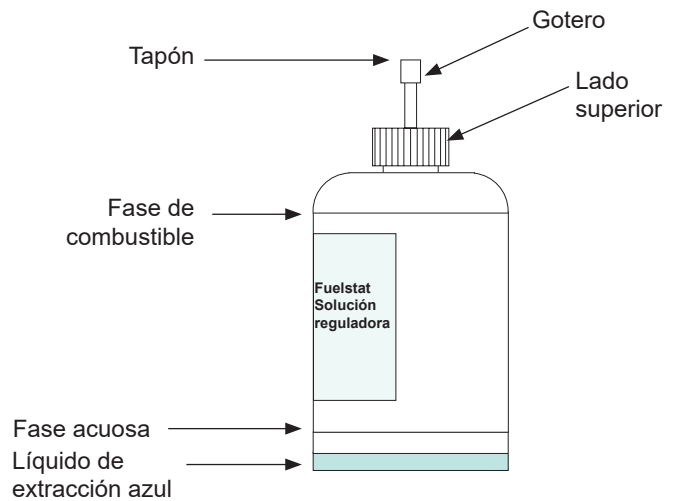 Gotero
Tapón
Lado
superior
Fase de
combustible
Fuelstat
Solución
reguladora
Fase acuosa
Líquido de
extracción azul